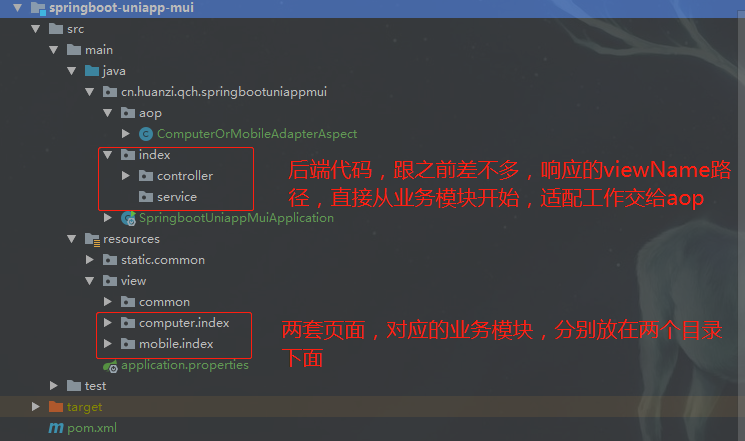 springboot-uniapp-mui
src
main
java
cn.huanzi.qch.springbootuniappmui
aop
ComputerOrMobileAdapterAspect
index
controller
service
后端代码，跟之前差不多，响应的viewName路
径，直接从业务模块开始，适配工作交给aop
SpringbootUniappMuiApplication
resources
static.common
view
common
computer.index
mobile.index
两套页面，对应的业务模块，分别放在两个目录
下面
application.properties
test
target
pom.xml